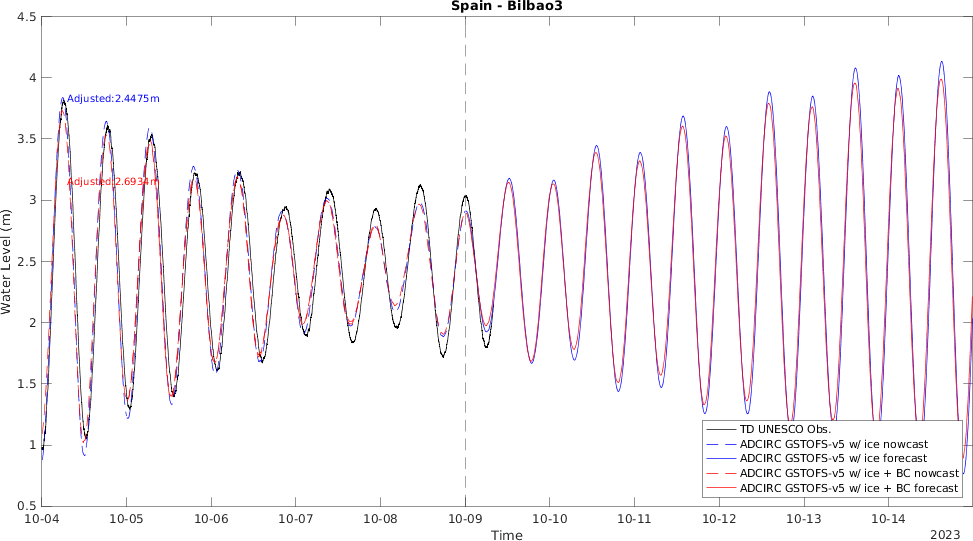 Spain - Bilbao3
4.5
4
3.5
3
2.5
2
1.5
1
0.5
Water Level (m)
Adjusted:2.4475m
Adjusted:2.6934m
TD UNESCO Obs.
ADCIRC GSTOFS-v5 w/ ice nowcast
ADCIRC GSTOFS-v5 w/ ice forecast
ADCIRC GSTOFS-v5 w/ ice + BC nowcast
ADCIRC GSTOFS-v5 w/ ice + BC forecast
10-04 10-05 10-06 10-07 10-08 10-09 10-10 10-11 10-12 10-13 10-14
Time
2023